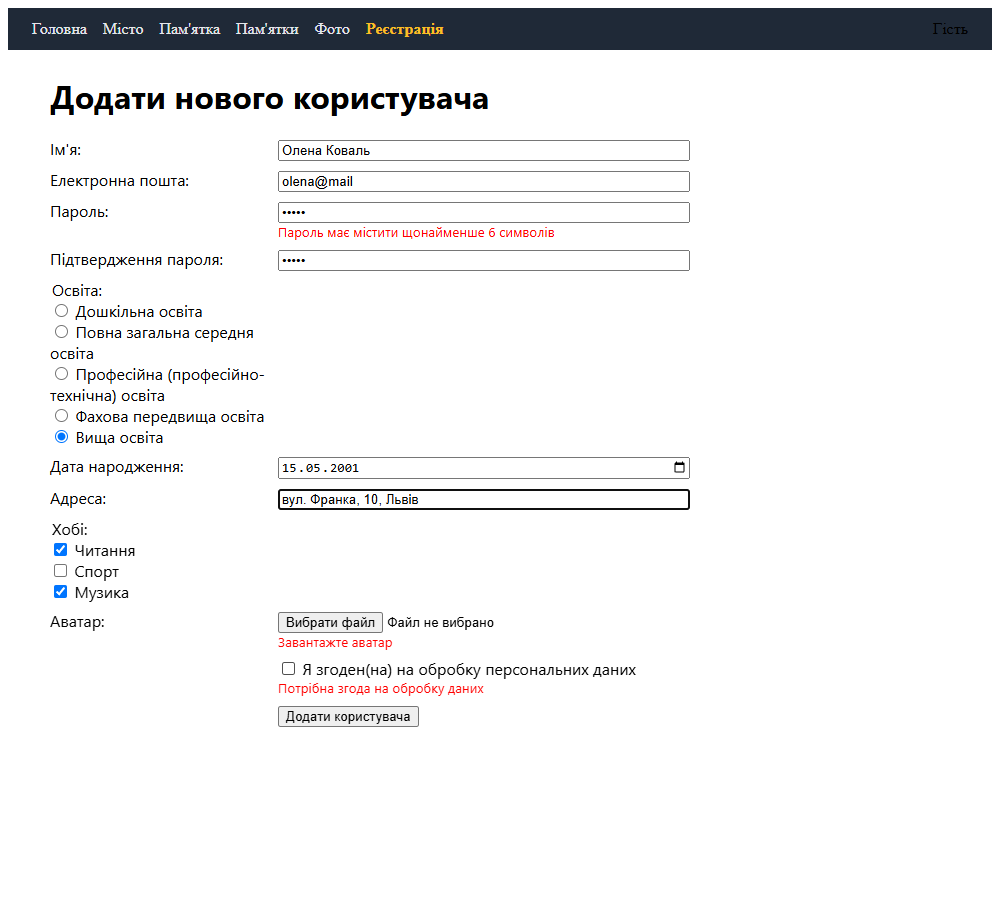 Головна Місто Пам'ятка Пам'ятки Фото Реєстрація Гість
Додати нового користувача
Ім'я: Олена Коваль
Електронна пошта: olena@mail
Пароль: •••••
Пароль має містити щонайменше 6 символів
Підтвердження пароля: •••••
Освіта:
Дошкільна освіта
Повна загальна середня
освіта
Професійна (професійно-
технічна) освіта
Фахова передвища освіта
Вища освіта
Дата народження: 15.05.2001
Адреса: вул. Франка, 10, Львів
Хобі:
Читання
Спорт
Музика
Аватар: Вибрати файл Файл не вибрано
Завантажте аватар
Я згоден(на) на обробку персональних даних
Потрібна згода на обробку даних
Додати користувача